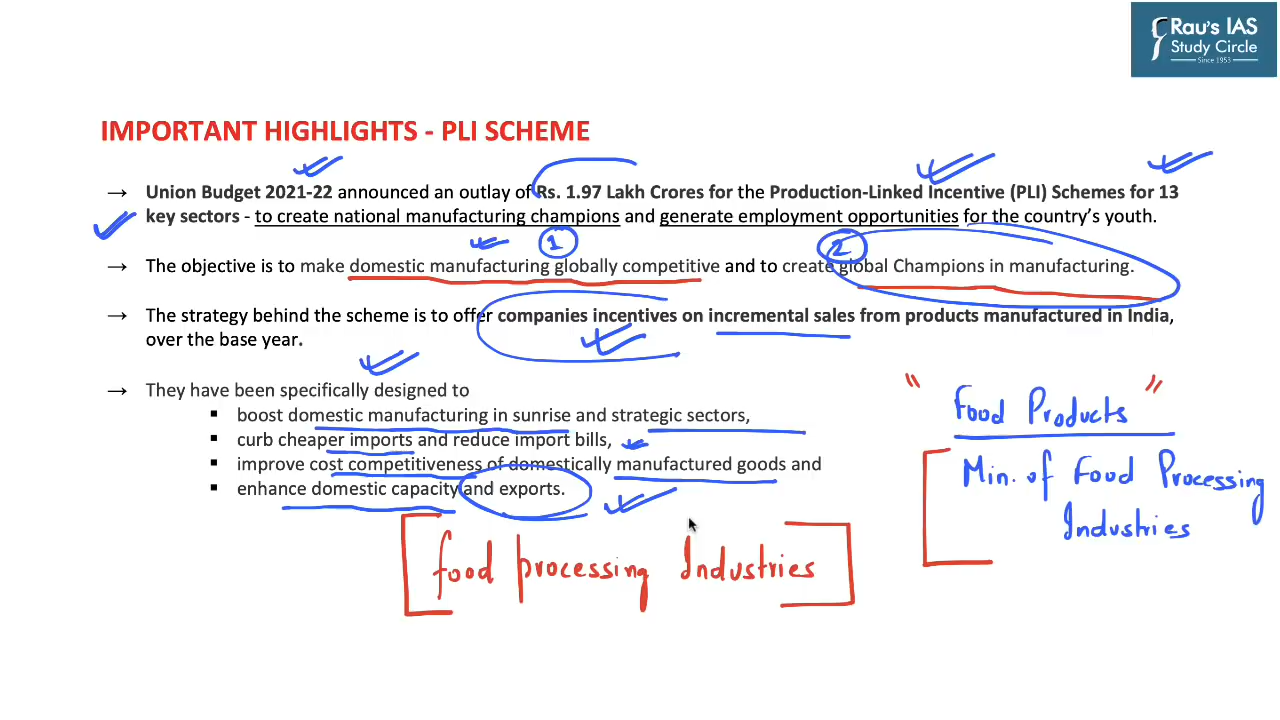 Rau's IAS
Study Circle
Since 1953
IMPORTANT HIGHLIGHTS - PLI SCHEME
→ Union Budget 2021-22 announced an outlay of Rs. 1.97 Lakh Crores for the Production-Linked Incentive (PLI) Schemes for 13
key sectors - to create national manufacturing champions and generate employment opportunities for the country's youth.
1
2
→ The objective is to make domestic manufacturing globally competitive and to create global Champions in manufacturing.
→ The strategy behind the scheme is to offer companies incentives on incremental sales from products manufactured in India,
over the base year.
→ They have been specifically designed to
▪ boost domestic manufacturing in sunrise and strategic sectors,
▪ curb cheaper imports and reduce import bills,
▪ improve cost competitiveness of domestically manufactured goods and
▪ enhance domestic capacity and exports.
" Food Products "
Min. of Food Processing
Industries
food processing Industries